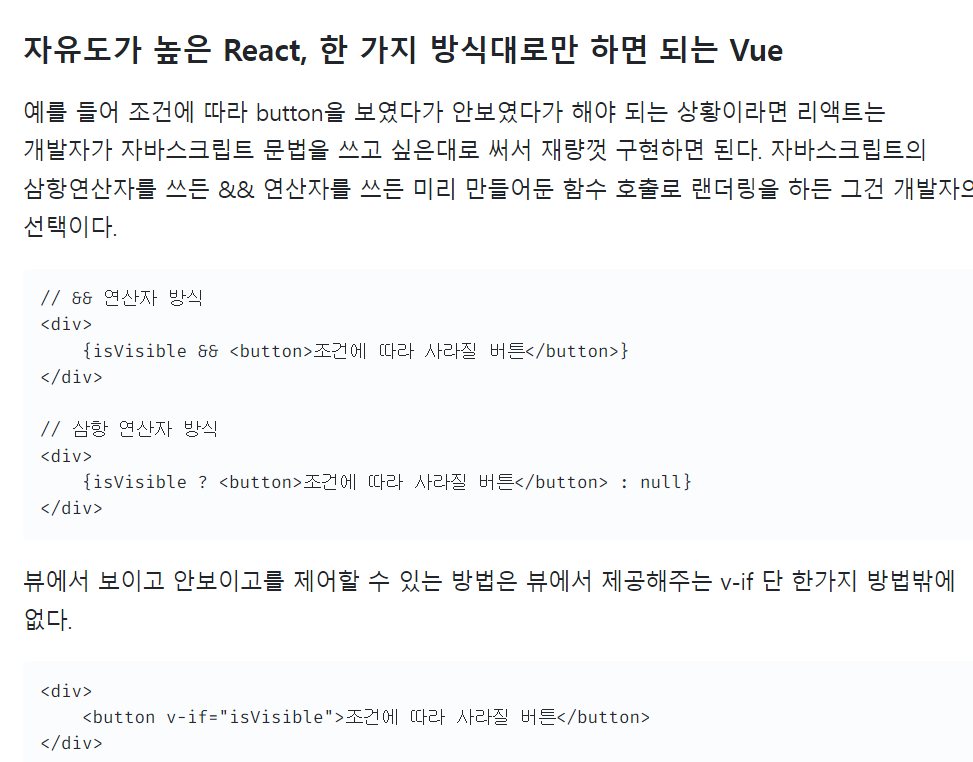 자유도가 높은 React, 한 가지 방식대로만 하면 되는 Vue
예를 들어 조건에 따라 button을 보였다가 안보였다가 해야 되는 상황이라면 리액트는
개발자가 자바스크립트 문법을 쓰고 싶은대로 써서 재량껏 구현하면 된다. 자바스크립트의
삼항연산자를 쓰든 && 연산자를 쓰든 미리 만들어둔 함수 호출로 랜더링을 하든 그건 개발자의
선택이다.
// && 연산자 방식
<div>
    {isVisible && <button>조건에 따라 사라질 버튼</button>}
</div>
// 삼항 연산자 방식
<div>
    {isVisible ? <button>조건에 따라 사라질 버튼</button> : null}
</div>
뷰에서 보이고 안보이고를 제어할 수 있는 방법은 뷰에서 제공해주는 v-if 단 한가지 방법밖에
없다.
<div>
    <button v-if="isVisible">조건에 따라 사라질 버튼</button>
</div>